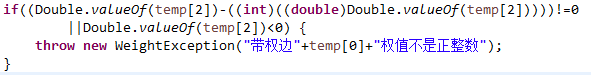 if((Double.valueOf(temp[2])-((int)((double)Double.valueOf(temp[2]))))!=0
||Double.valueOf(temp[2])<0) {
throw new WeightException("带权边"+temp[0]+"权值不是正整数");
}